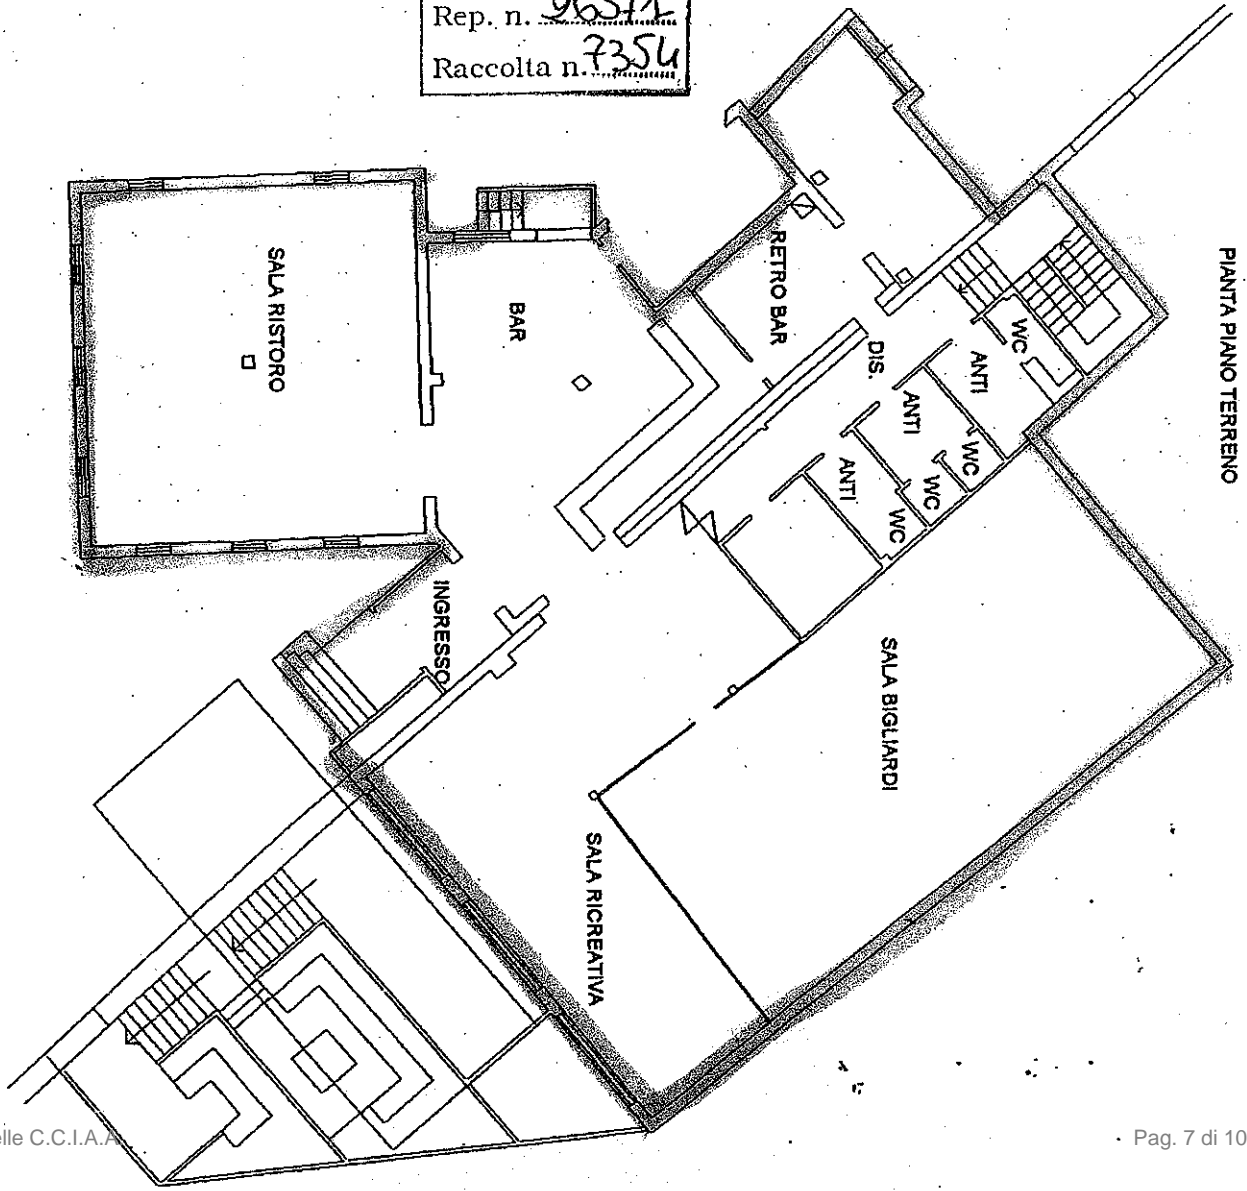 Rep. n.
Raccolta n. 7354
PIANTA PIANO TERRENO
SALA RISTORO
BAR
RETRO BAR
DIS.
WC
ANTI
ANTI
WC
WC
ANTI
WC
INGRESSO
SALA BIGLIARDI
SALA RICREATIVA
elle C.C.I.A.A.
Pag. 7 di 10